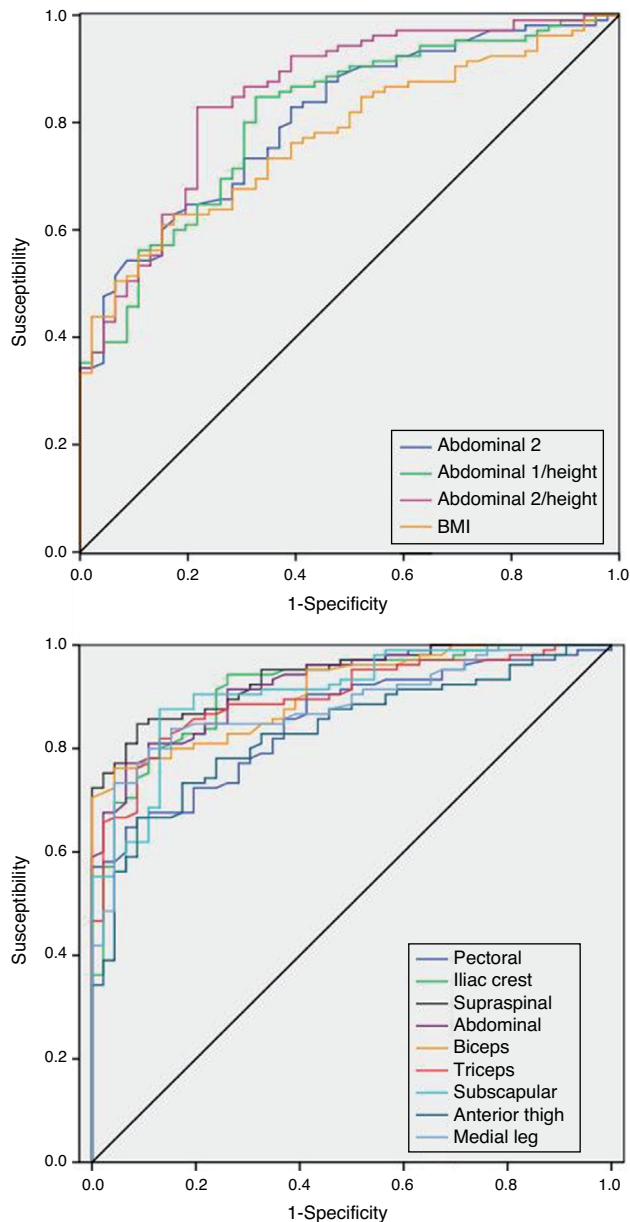 1.0
0.8
0.6
0.4
0.2
0.0
Susceptibility
0.0 0.2 0.4 0.6 0.8 1.0
1-Specificity
Abdominal 2
Abdominal 1/height
Abdominal 2/height
BMI
1.0
0.8
0.6
0.4
0.2
0.0
Susceptibility
0.0 0.2 0.4 0.6 0.8 1.0
1-Specificity
Pectoral
Iliac crest
Supraspinal
Abdominal
Biceps
Triceps
Subscapular
Anterior thigh
Medial leg